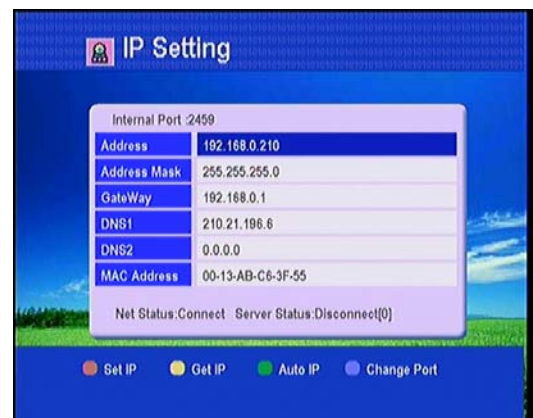 IP Setting
Internal Port :2459
Address 192.168.0.210
Address Mask 255.255.255.0
GateWay 192.168.0.1
DNS1 210.21.196.6
DNS2 0.0.0.0
MAC Address 00-13-AB-C6-3F-55
Net Status:Connect Server Status:Disconnect[0]
Set IP Get IP Auto IP Change Port